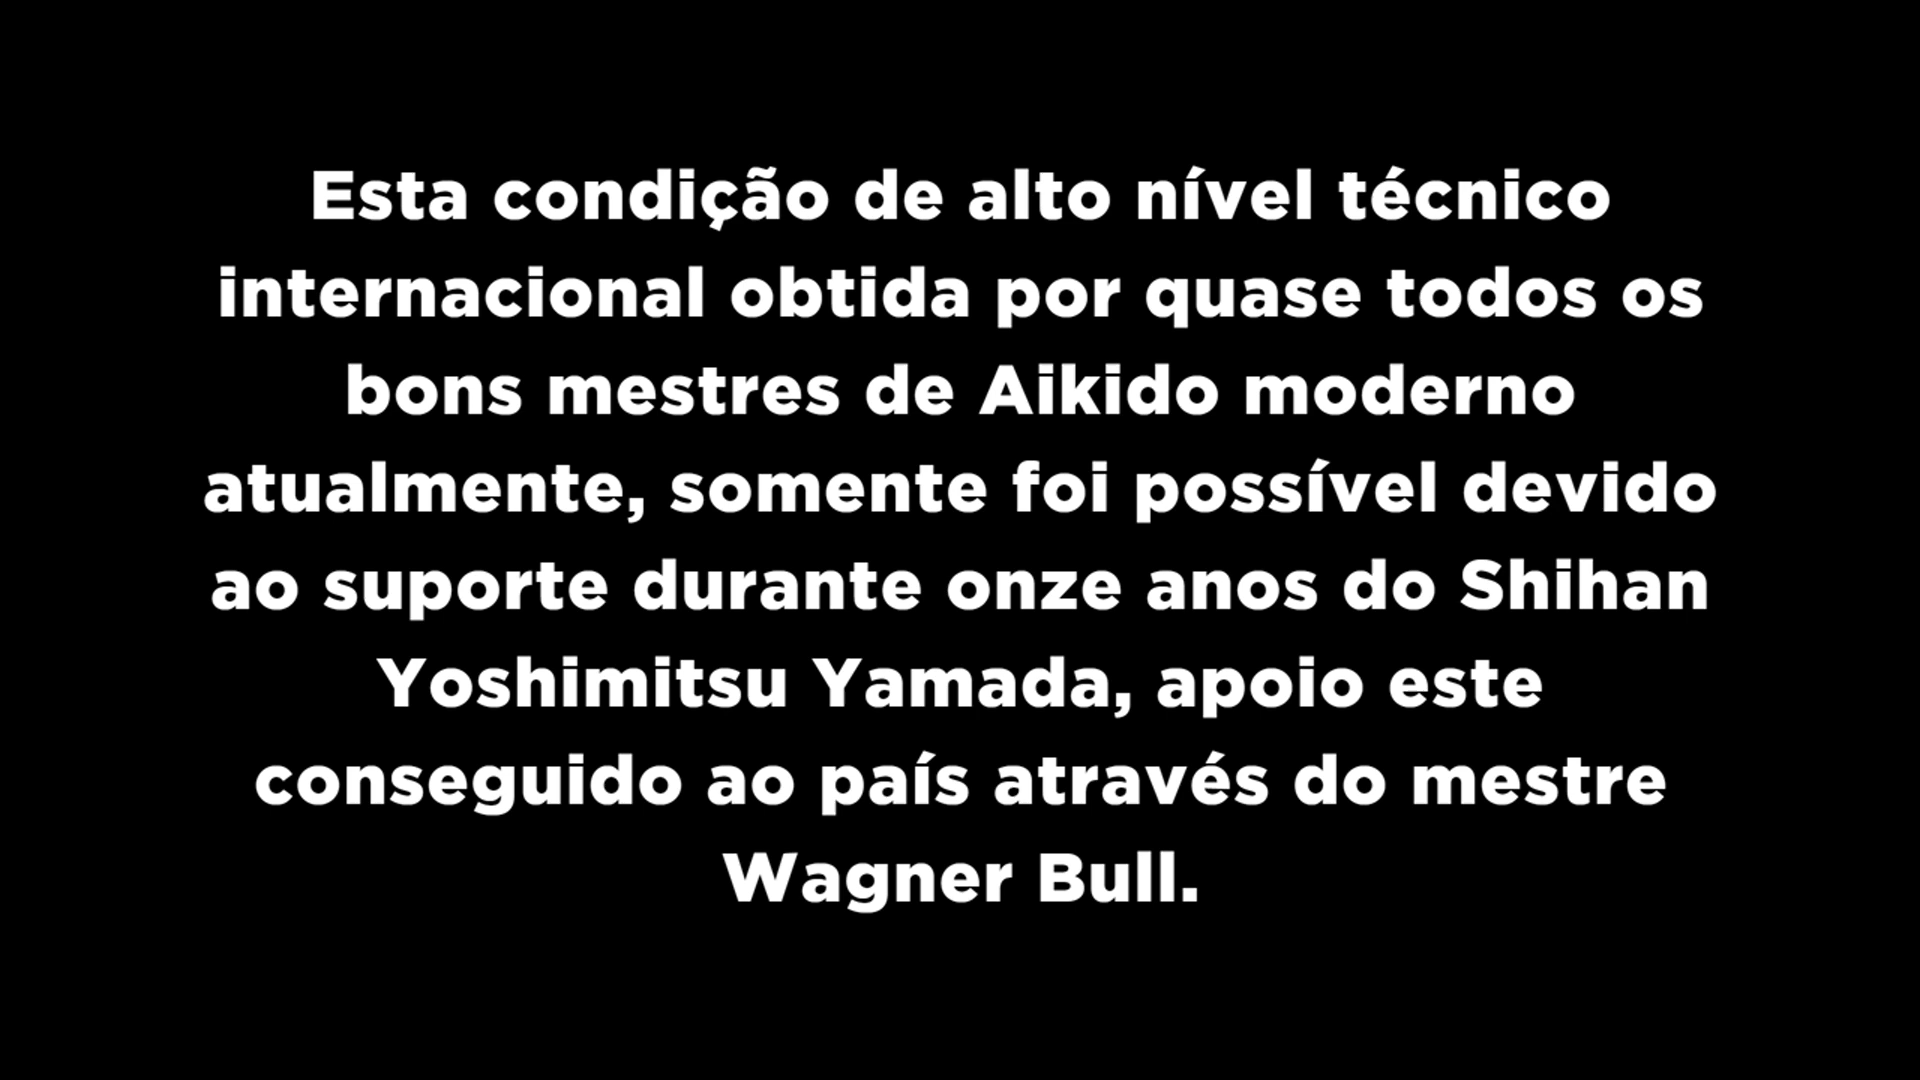 Esta condição de alto nível técnico
internacional obtida por quase todos os
bons mestres de Aikido moderno
atualmente, somente foi possível devido
ao suporte durante onze anos do Shihan
Yoshimitsu Yamada, apoio este
conseguido ao país através do mestre
Wagner Bull.